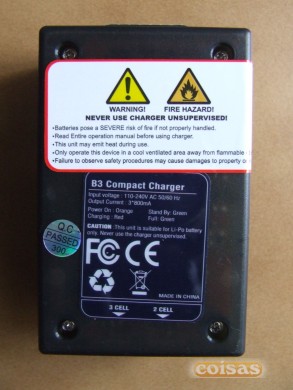 WARNING! FIRE HAZARD!
NEVER USE CHARGER UNSUPERVISED!
•Batteries pose a SEVERE risk of fire if not properly handled.
•Read Entire operation manual before using charger.
•This unit may emit heat during use.
•Only operate this device in a cool ventilated area away from flammable
•Failure to observe safety procedures may cause damages to property or
B3 Compact Charger
Input voltage : 110-240V AC 50/60 Hz
Output Current : 3*800mA
Power On : Orange Stand By: Green
Charging : Red Full: Green
CAUTION: This unit is suitable for Li-Po battery
only. Never use the charger unsupervised.
Q.C
PASSED
300
FC CE
MADE IN CHINA
3 CELL 2 CELL
coisas